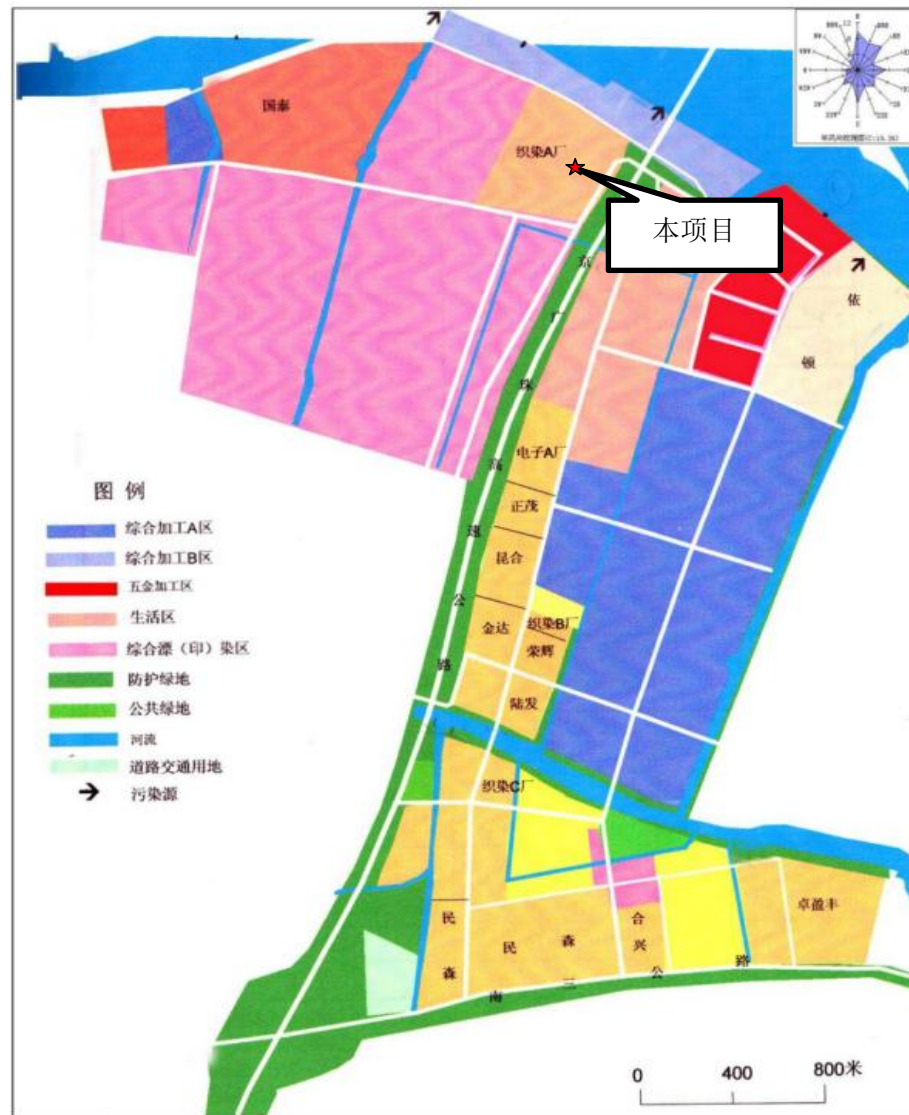 国泰
织染A厂
本项目
依
顿
京
广
珠
高
速
公
路
电子A厂
正茂
昆合
金达
织染B厂
荣辉
陆发
织染C厂
民
森
民
森
合
兴
卓盈丰
南
三
公
路
图 例
综合加工A区
综合加工B区
五金加工区
生活区
综合漂（印）染区
防护绿地
公共绿地
河流
道路交通用地
污染源
0 400 800米